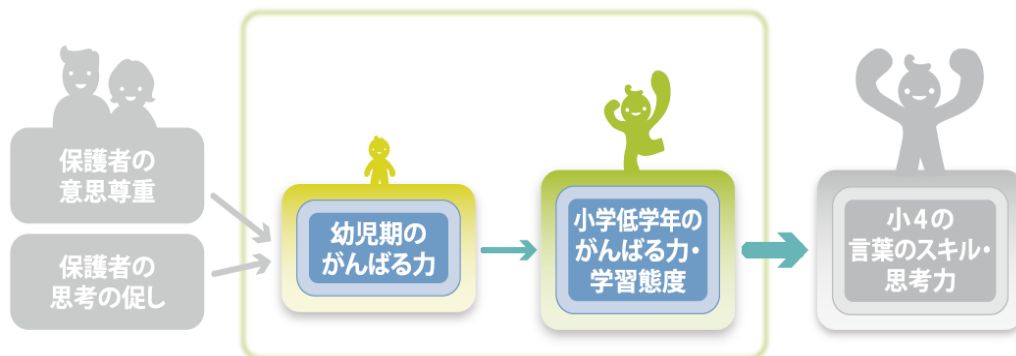 保護者の
意思尊重
保護者の
思考の促し
幼児期の
がんばる力
小学低学年の
がんばる力・
学習態度
小4の
言葉のスキル・
思考力